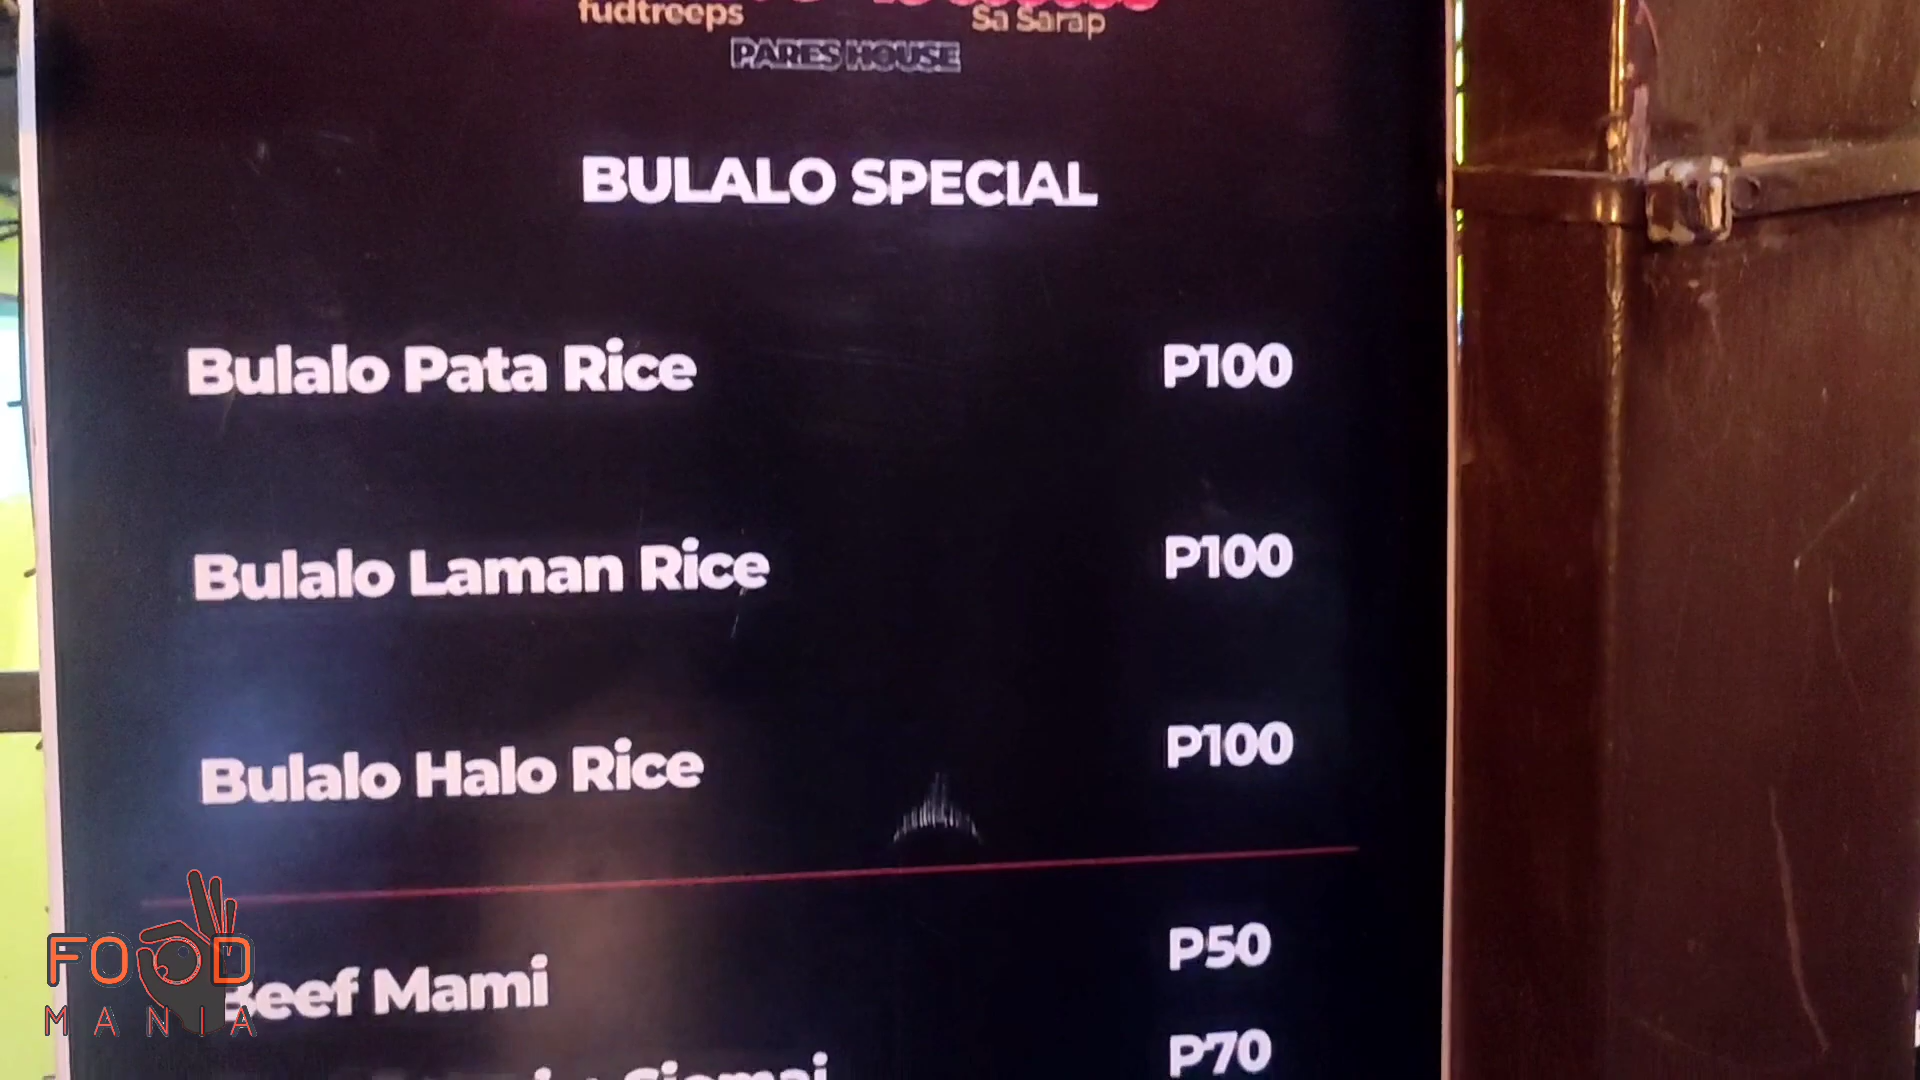 fudtreeps
Sa Sarap
PARES HOUSE
BULALO SPECIAL
Bulalo Pata Rice P100
Bulalo Laman Rice P100
Bulalo Halo Rice P100
Beef Mami P50
Siomai P70
FOOD
MANIA